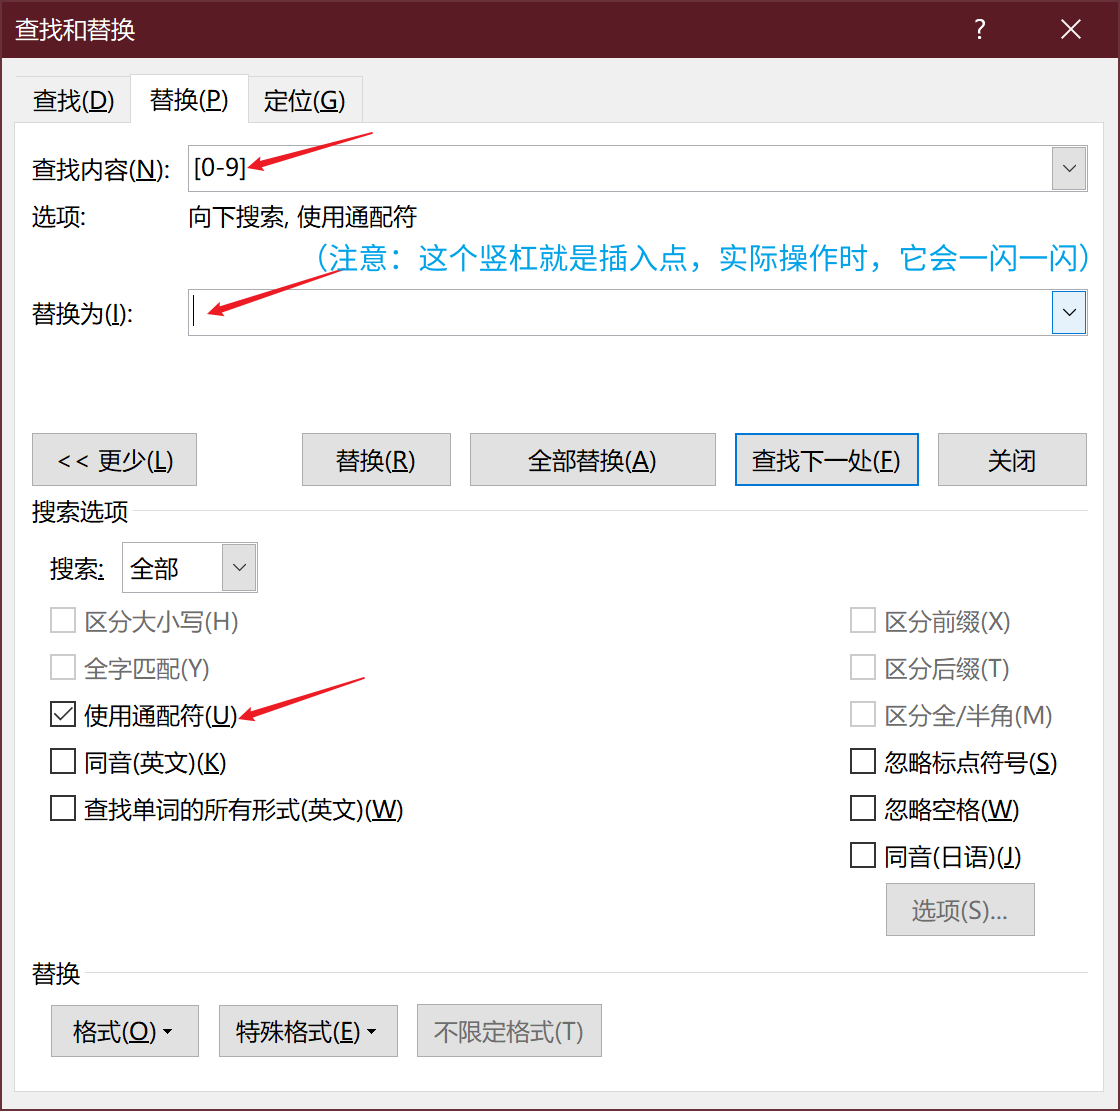 查找和替换 ?
查找(D) 替换(P) 定位(G)
查找内容(N): [0-9]
选项: 向下搜索, 使用通配符
（注意：这个竖杠就是插入点，实际操作时，它会一闪一闪）
替换为(I):
<< 更少(L) 替换(R) 全部替换(A) 查找下一处(F) 关闭
搜索选项
搜索: 全部
区分大小写(H) 区分前缀(X)
全字匹配(Y) 区分后缀(T)
使用通配符(U) 区分全/半角(M)
同音(英文)(K) 忽略标点符号(S)
查找单词的所有形式(英文)(W) 忽略空格(W)
同音(日语)(J)
选项(S)...
替换
格式(O) 特殊格式(E) 不限定格式(T)